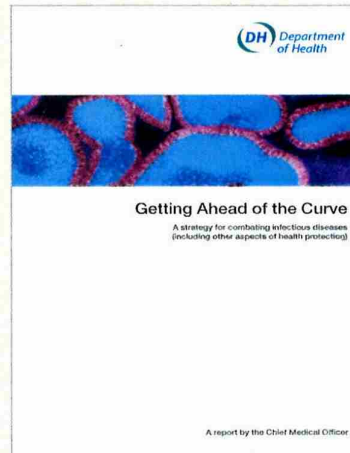 DH Department
of Health
Getting Ahead of the Curve
A strategy for combating infectious diseases
(including other aspects of health protection)
A report by the Chief Medical Officer